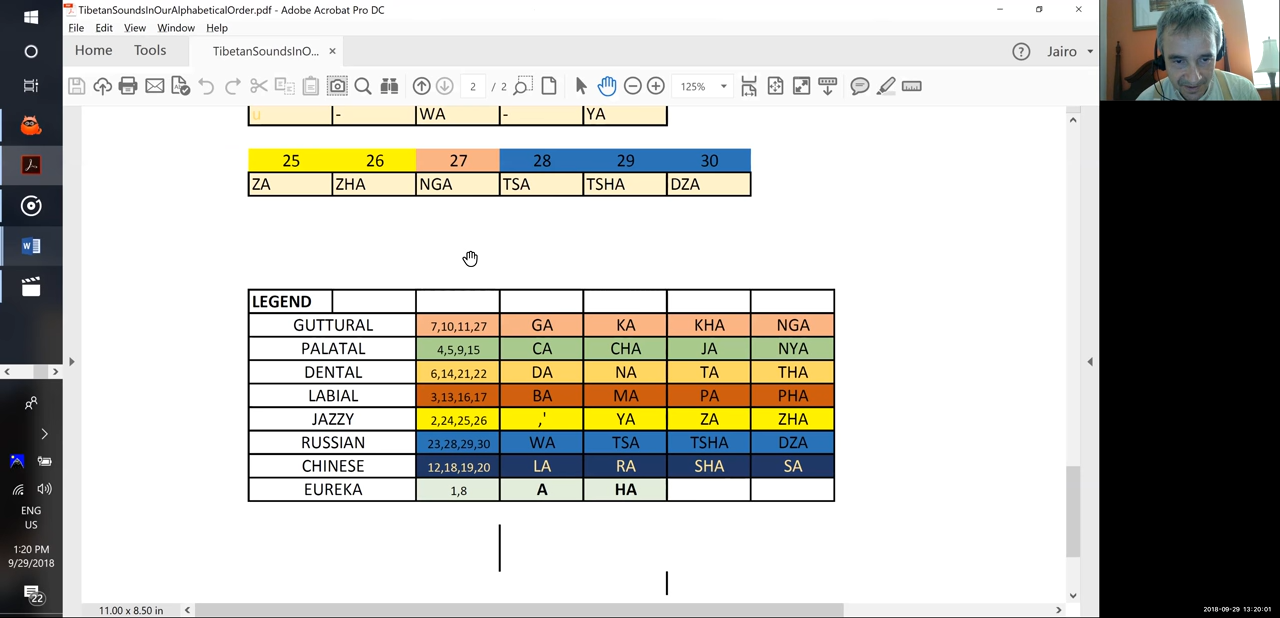 TibetanSoundsInOurAlphabeticalOrder.pdf - Adobe Acrobat Pro DC
File Edit View Window Help
Home Tools TibetanSoundsInO... × Jairo
2 / 2 125%
u - WA - YA
25 26 27 28 29 30
ZA ZHA NGA TSA TSHA DZA
LEGEND
GUTTURAL 7,10,11,27 GA KA KHA NGA
PALATAL 4,5,9,15 CA CHA JA NYA
DENTAL 6,14,21,22 DA NA TA THA
LABIAL 3,13,16,17 BA MA PA PHA
JAZZY 2,24,25,26 ,' YA ZA ZHA
RUSSIAN 23,28,29,30 WA TSA TSHA DZA
CHINESE 12,18,19,20 LA RA SHA SA
EUREKA 1,8 A HA
11.00 x 8.50 in
ENG
US
1:20 PM
9/29/2018
22
2018-09-29 13:20:01